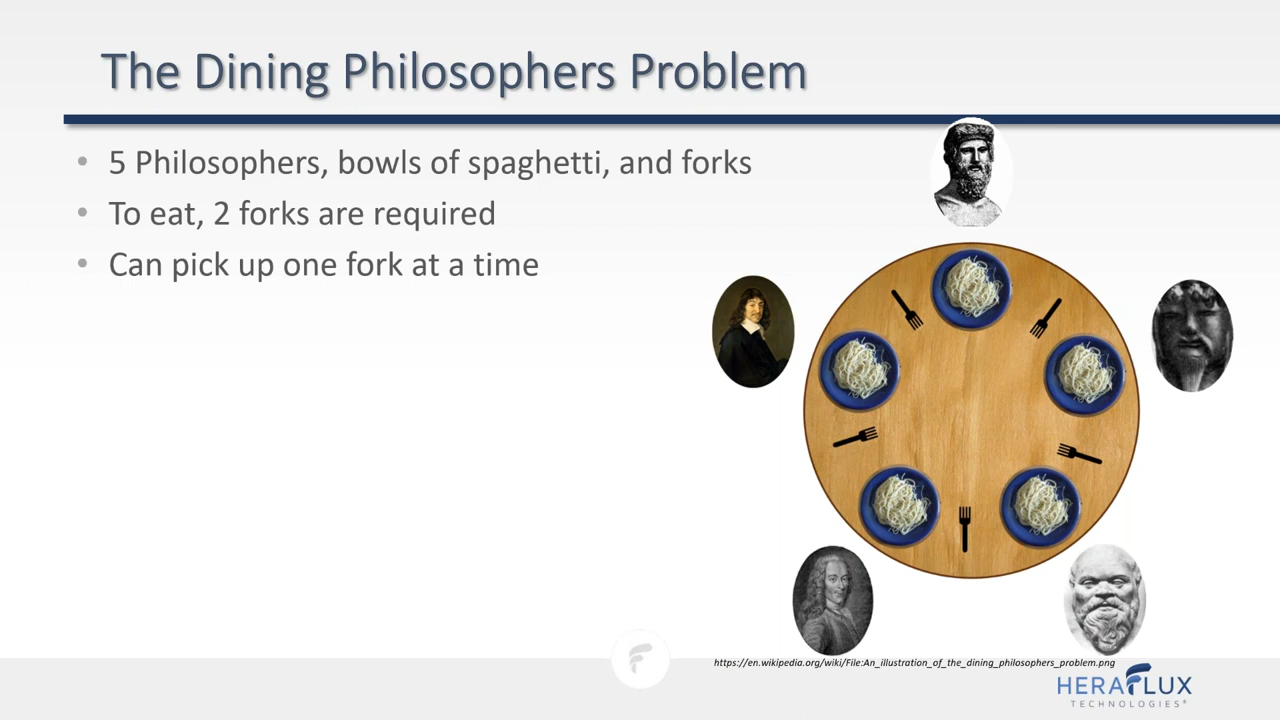 The Dining Philosophers Problem
• 5 Philosophers, bowls of spaghetti, and forks
• To eat, 2 forks are required
• Can pick up one fork at a time
https://en.wikipedia.org/wiki/File:An_illustration_of_the_dining_philosophers_problem.png
HERAFLUX
TECHNOLOGIES®